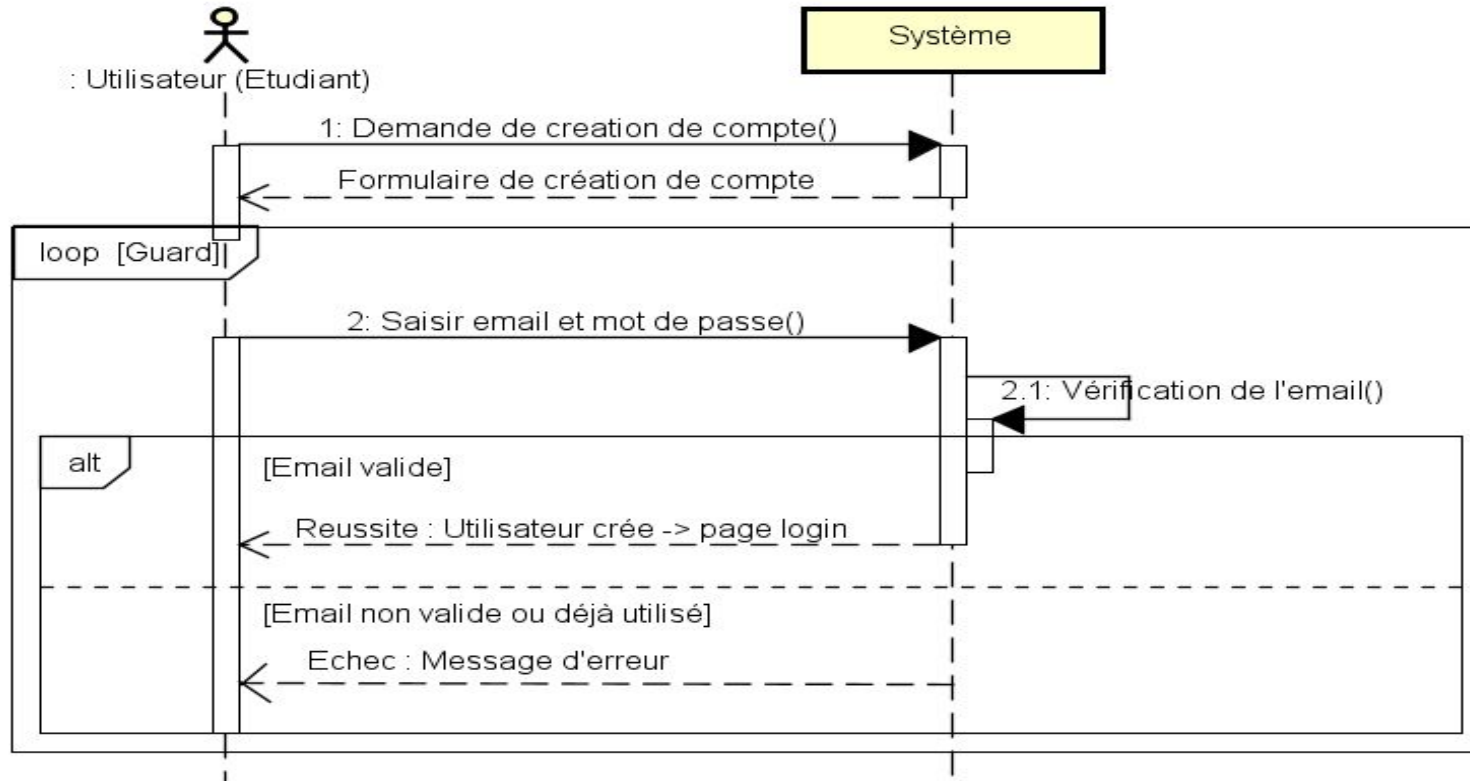 Système
: Utilisateur (Etudiant)
1: Demande de creation de compte()
Formulaire de création de compte
loop [Guard]
2: Saisir email et mot de passe()
2.1: Vérification de l'email()
alt
[Email valide]
Reussite : Utilisateur crée -> page login
[Email non valide ou déjà utilisé]
Echec : Message d'erreur